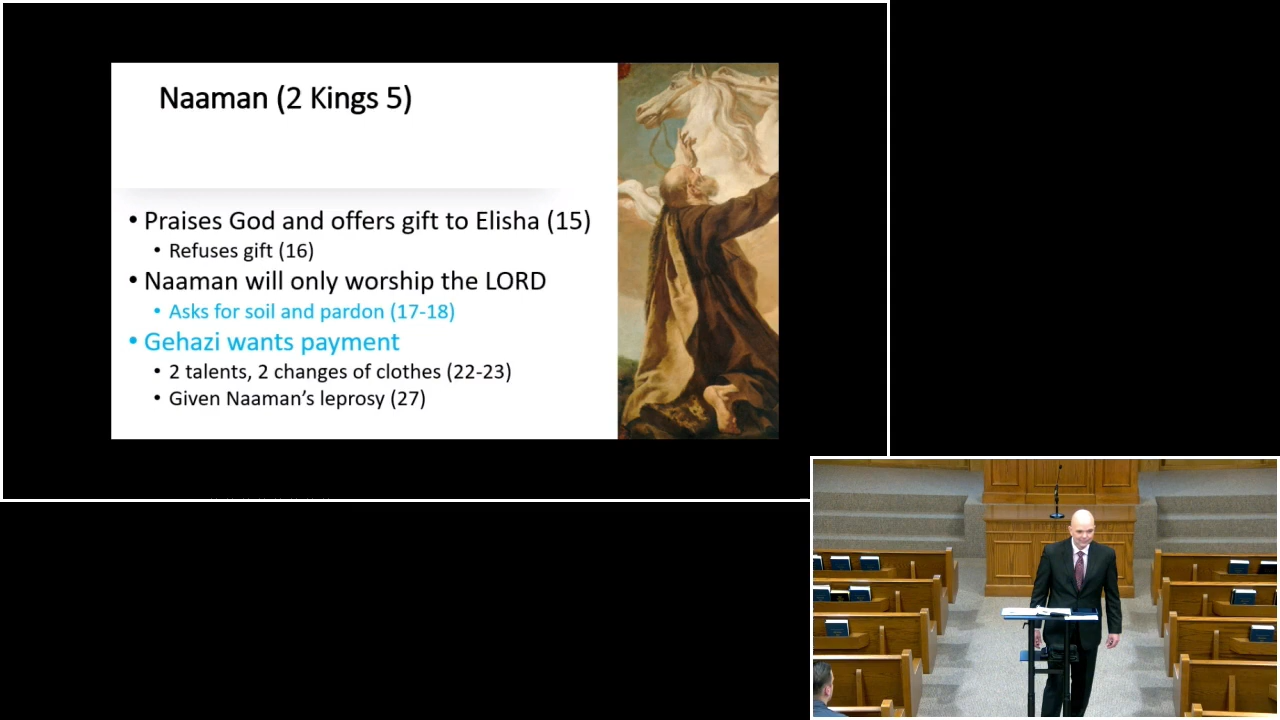 Naaman (2 Kings 5)
• Praises God and offers gift to Elisha (15)
• Refuses gift (16)
• Naaman will only worship the LORD
• Asks for soil and pardon (17-18)
• Gehazi wants payment
• 2 talents, 2 changes of clothes (22-23)
• Given Naaman’s leprosy (27)